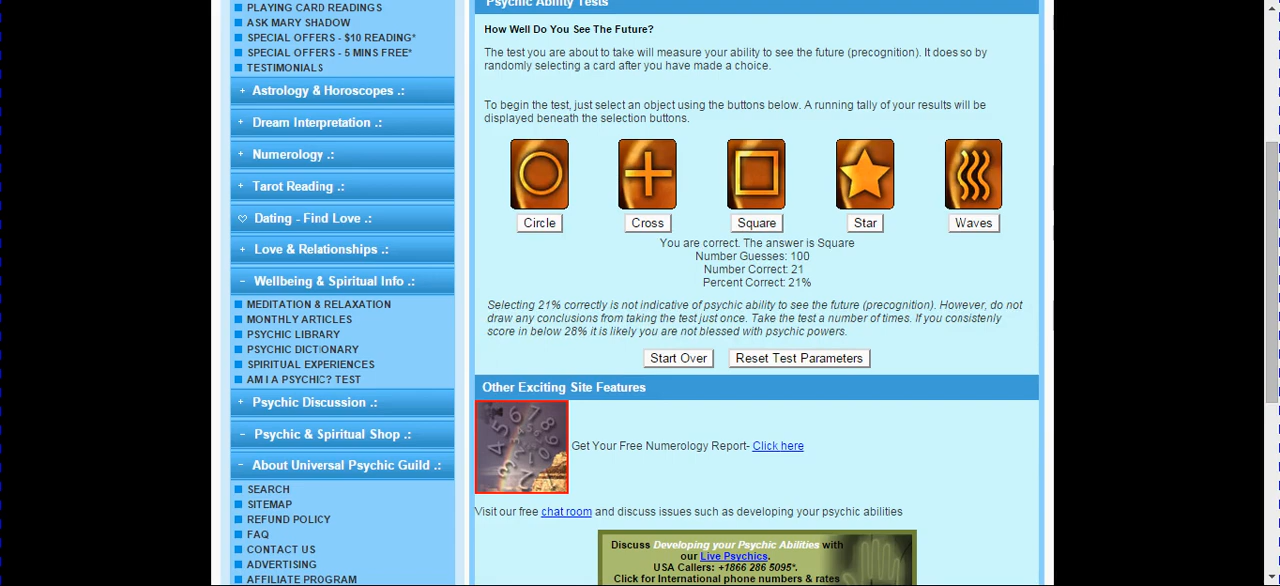 PLAYING CARD READINGS
ASK MARY SHADOW
SPECIAL OFFERS - $10 READING*
SPECIAL OFFERS - 5 MINS FREE*
TESTIMONIALS
+ Astrology & Horoscopes .:
+ Dream Interpretation .:
+ Numerology .:
+ Tarot Reading .:
Dating - Find Love .:
+ Love & Relationships .:
- Wellbeing & Spiritual Info .:
MEDITATION & RELAXATION
MONTHLY ARTICLES
PSYCHIC LIBRARY
PSYCHIC DICTIONARY
SPIRITUAL EXPERIENCES
AM I A PSYCHIC? TEST
+ Psychic Discussion .:
- Psychic & Spiritual Shop .:
- About Universal Psychic Guild .:
SEARCH
SITEMAP
REFUND POLICY
FAQ
CONTACT US
ADVERTISING
AFFILIATE PROGRAM
Psychic Ability Tests
How Well Do You See The Future?
The test you are about to take will measure your ability to see the future (precognition). It does so by
randomly selecting a card after you have made a choice.
To begin the test, just select an object using the buttons below. A running tally of your results will be
displayed beneath the selection buttons.
Circle Cross Square Star Waves
You are correct. The answer is Square
Number Guesses: 100
Number Correct: 21
Percent Correct: 21%
Selecting 21% correctly is not indicative of psychic ability to see the future (precognition). However, do not
draw any conclusions from taking the test just once. Take the test a number of times. If you consistenly
score in below 28% it is likely you are not blessed with psychic powers.
Start Over Reset Test Parameters
Other Exciting Site Features
Get Your Free Numerology Report- Click here
Visit our free chat room and discuss issues such as developing your psychic abilities
Discuss Developing your Psychic Abilities with
our Live Psychics.
USA Callers: +1866 286 5095*.
Click for International phone numbers & rates